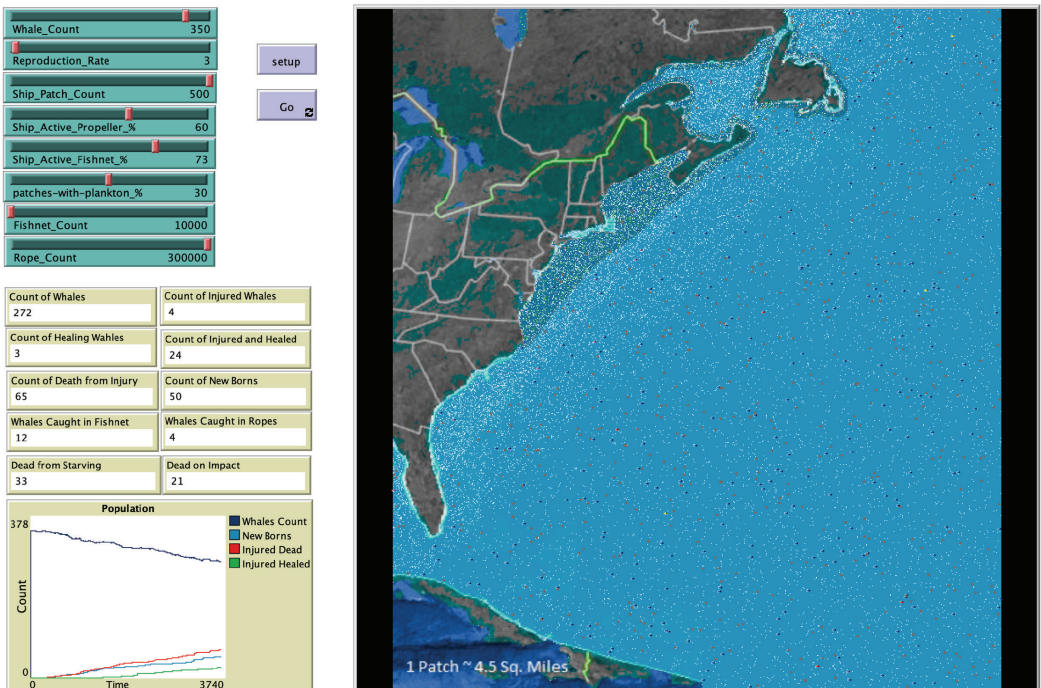 Whale_Count 350
Reproduction_Rate 3
Ship_Patch_Count 500
Ship_Active_Propeller_% 60
Ship_Active_Fishnet_% 73
patches-with-plankton_% 30
Fishnet_Count 10000
Rope_Count 300000
setup
Go
Count of Whales
272
Count of Injured Whales
4
Count of Healing Wahles
3
Count of Injured and Healed
24
Count of Death from Injury
65
Count of New Borns
50
Whales Caught in Fishnet
12
Whales Caught in Ropes
4
Dead from Starving
33
Dead on Impact
21
Population
378
Count
0
0
Time
3740
Whales Count
New Borns
Injured Dead
Injured Healed
1 Patch ~ 4.5 Sq. Miles